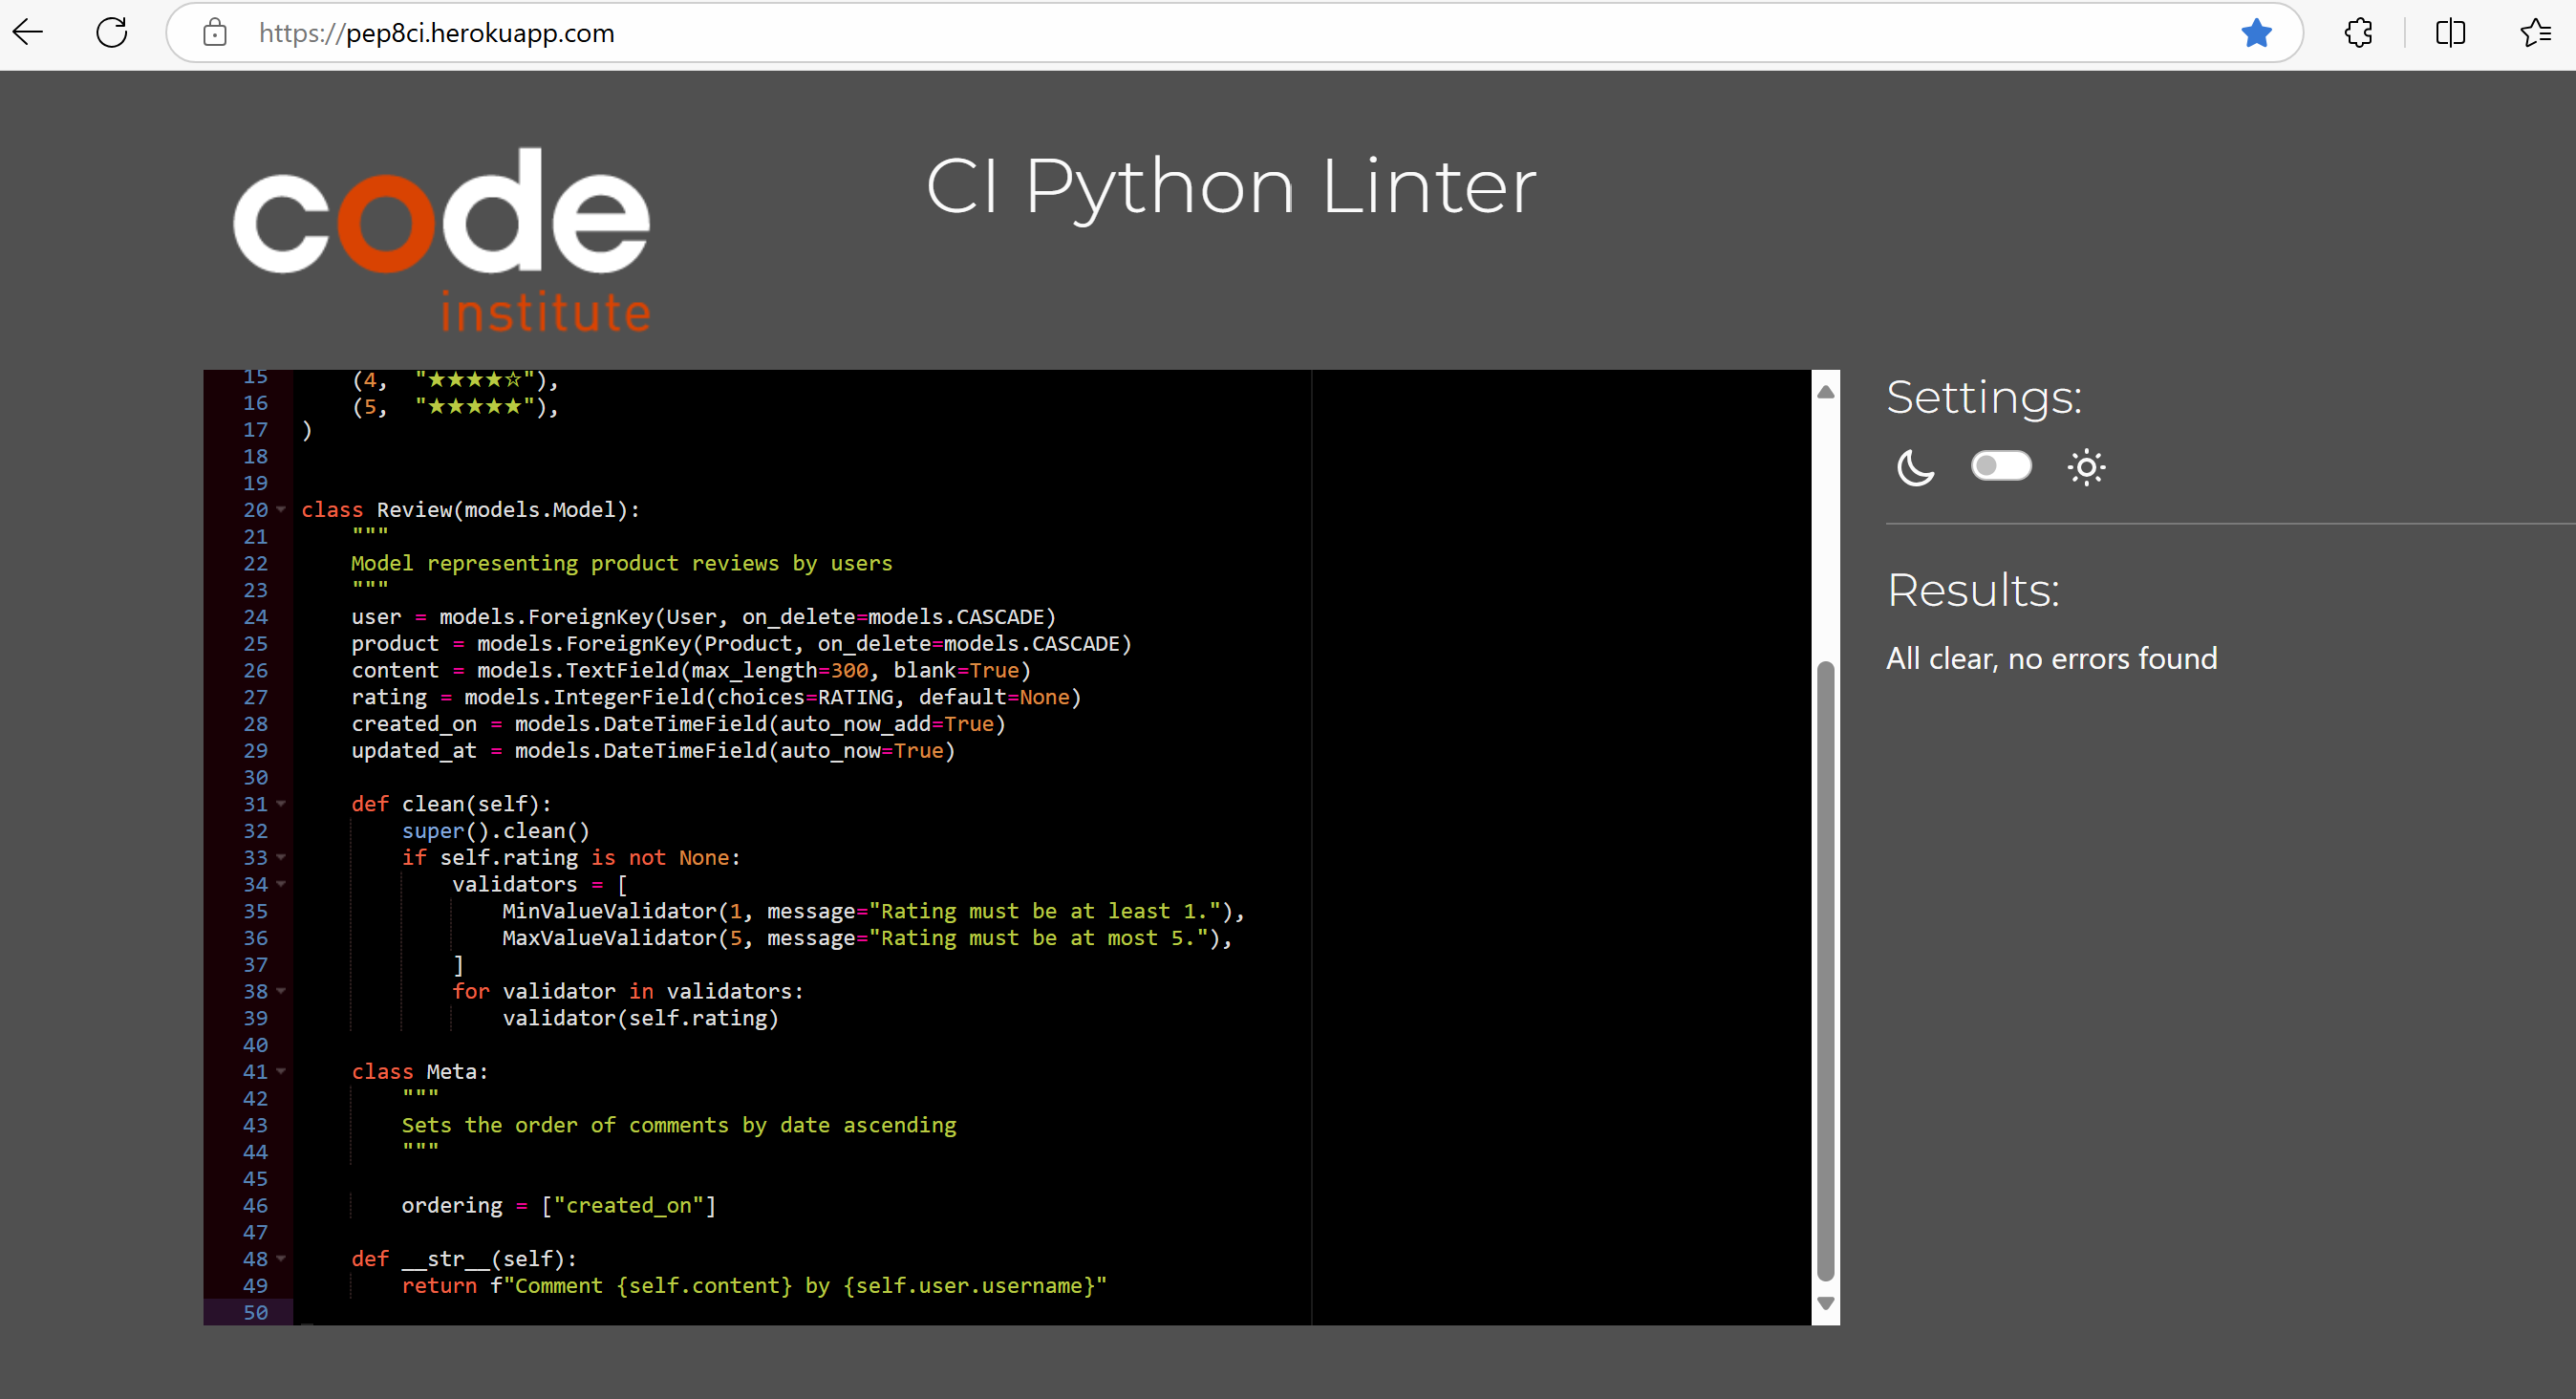 https://pep8ci.herokuapp.com
code
institute
CI Python Linter
15     (4,  "★★★★☆"),
16     (5,  "★★★★★"),
17 )
18
19
20 class Review(models.Model):
21     """
22     Model representing product reviews by users
23     """
24     user = models.ForeignKey(User, on_delete=models.CASCADE)
25     product = models.ForeignKey(Product, on_delete=models.CASCADE)
26     content = models.TextField(max_length=300, blank=True)
27     rating = models.IntegerField(choices=RATING, default=None)
28     created_on = models.DateTimeField(auto_now_add=True)
29     updated_at = models.DateTimeField(auto_now=True)
30
31     def clean(self):
32         super().clean()
33         if self.rating is not None:
34             validators = [
35                 MinValueValidator(1, message="Rating must be at least 1."),
36                 MaxValueValidator(5, message="Rating must be at most 5."),
37             ]
38             for validator in validators:
39                 validator(self.rating)
40
41     class Meta:
42         """
43         Sets the order of comments by date ascending
44         """
45
46         ordering = ["created_on"]
47
48     def __str__(self):
49         return f"Comment {self.content} by {self.user.username}"
50
Settings:
Results:
All clear, no errors found